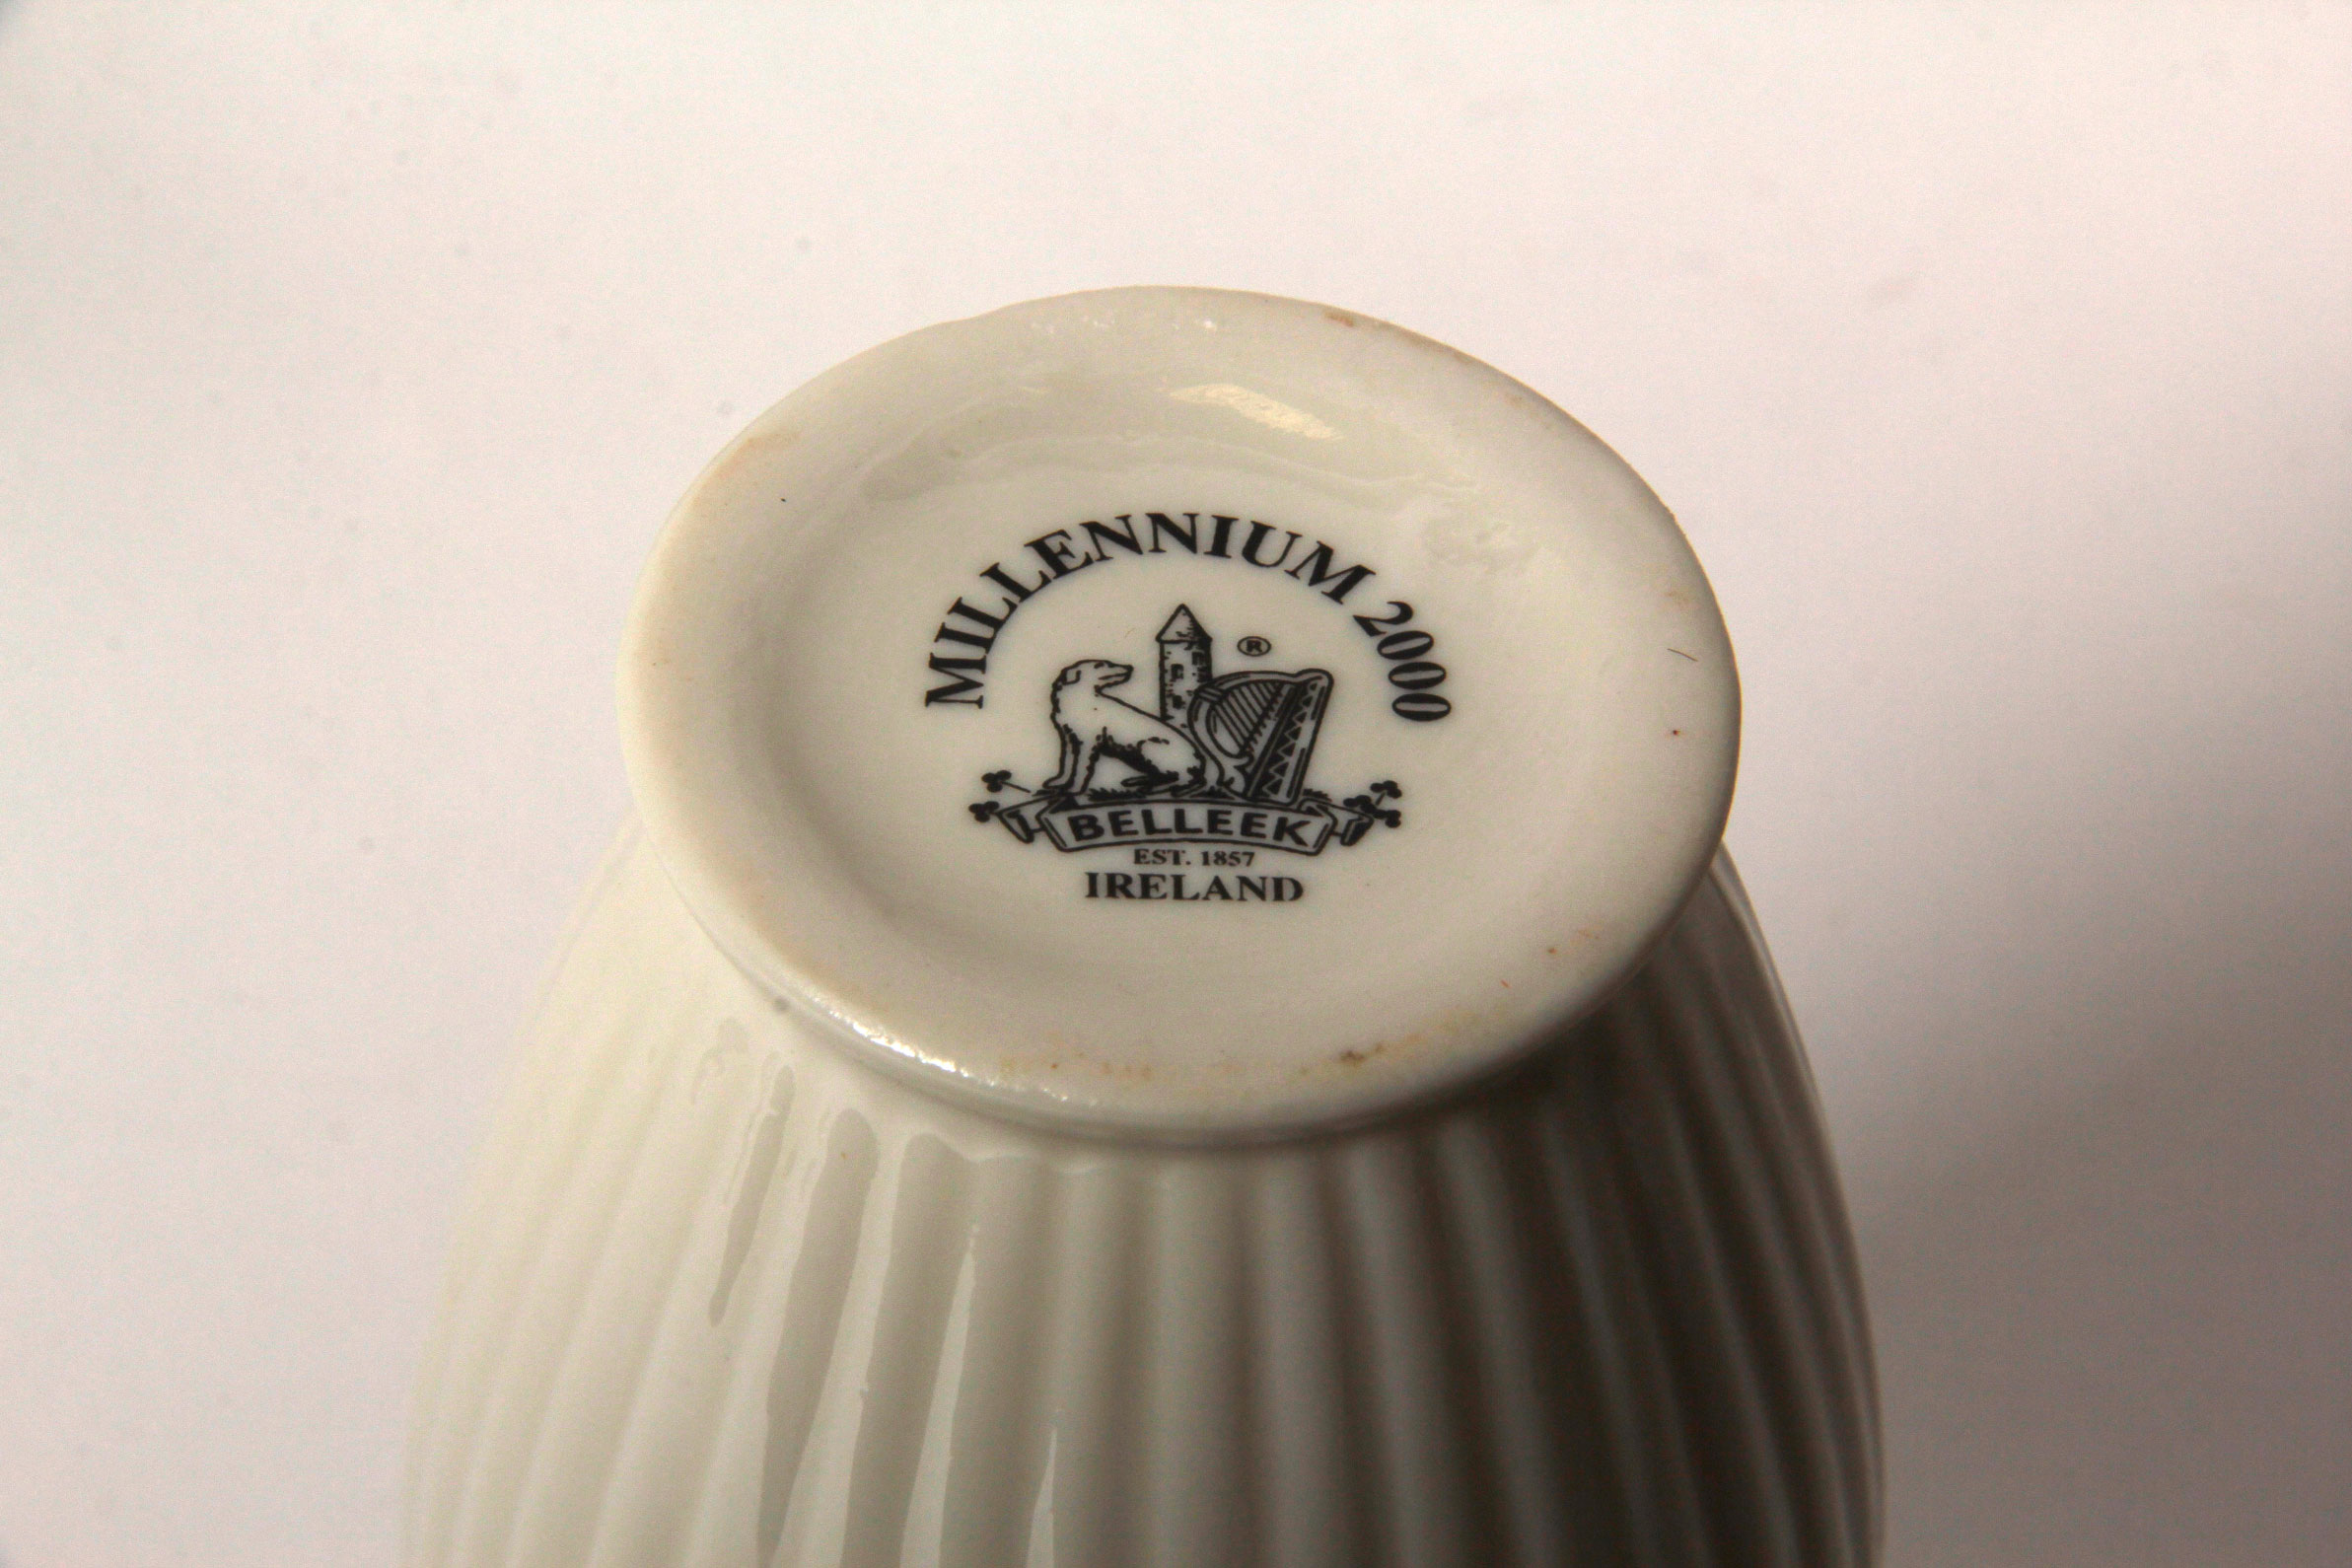 MILLENNIUM 2000
®
BELLEEK
EST. 1857
IRELAND